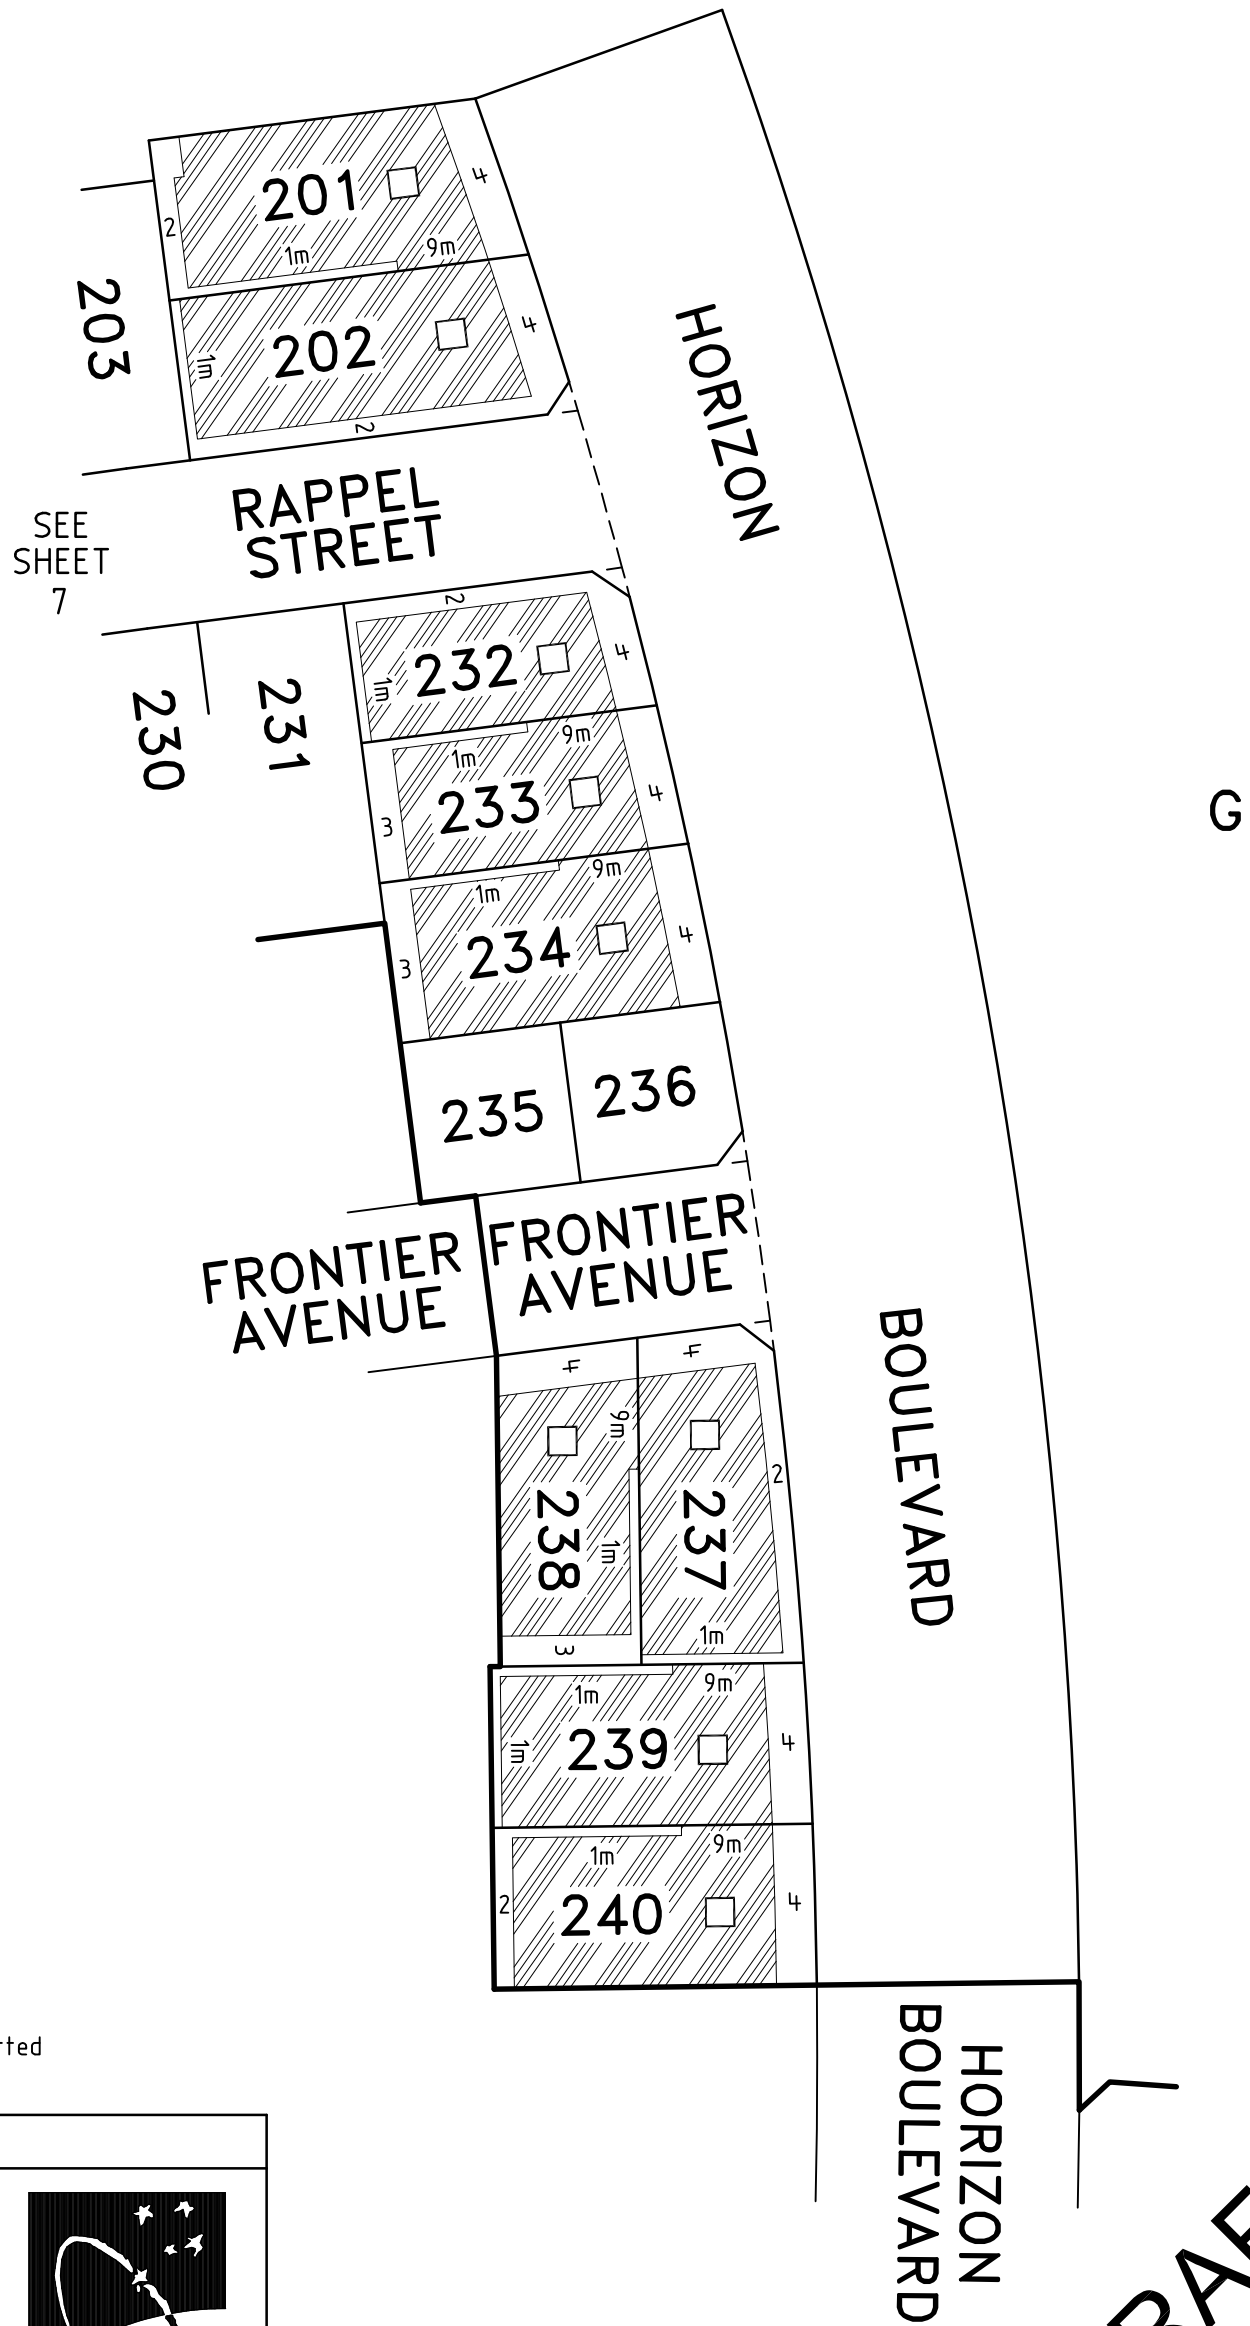 201
4
2
1m
9m
203
202
4
1m
2
HORIZON
RAPPEL
STREET
SEE
SHEET
7
2
232
4
1m
230
231
9m
1m
233
4
3
G
9m
1m
234
4
3
235
236
FRONTIER
AVENUE
FRONTIER
AVENUE
4
4
9m
2
238
237
1m
1m
3
BOULEVARD
1m
9m
239
4
1m
1m
9m
240
4
2
HORIZON
BOULEVARD